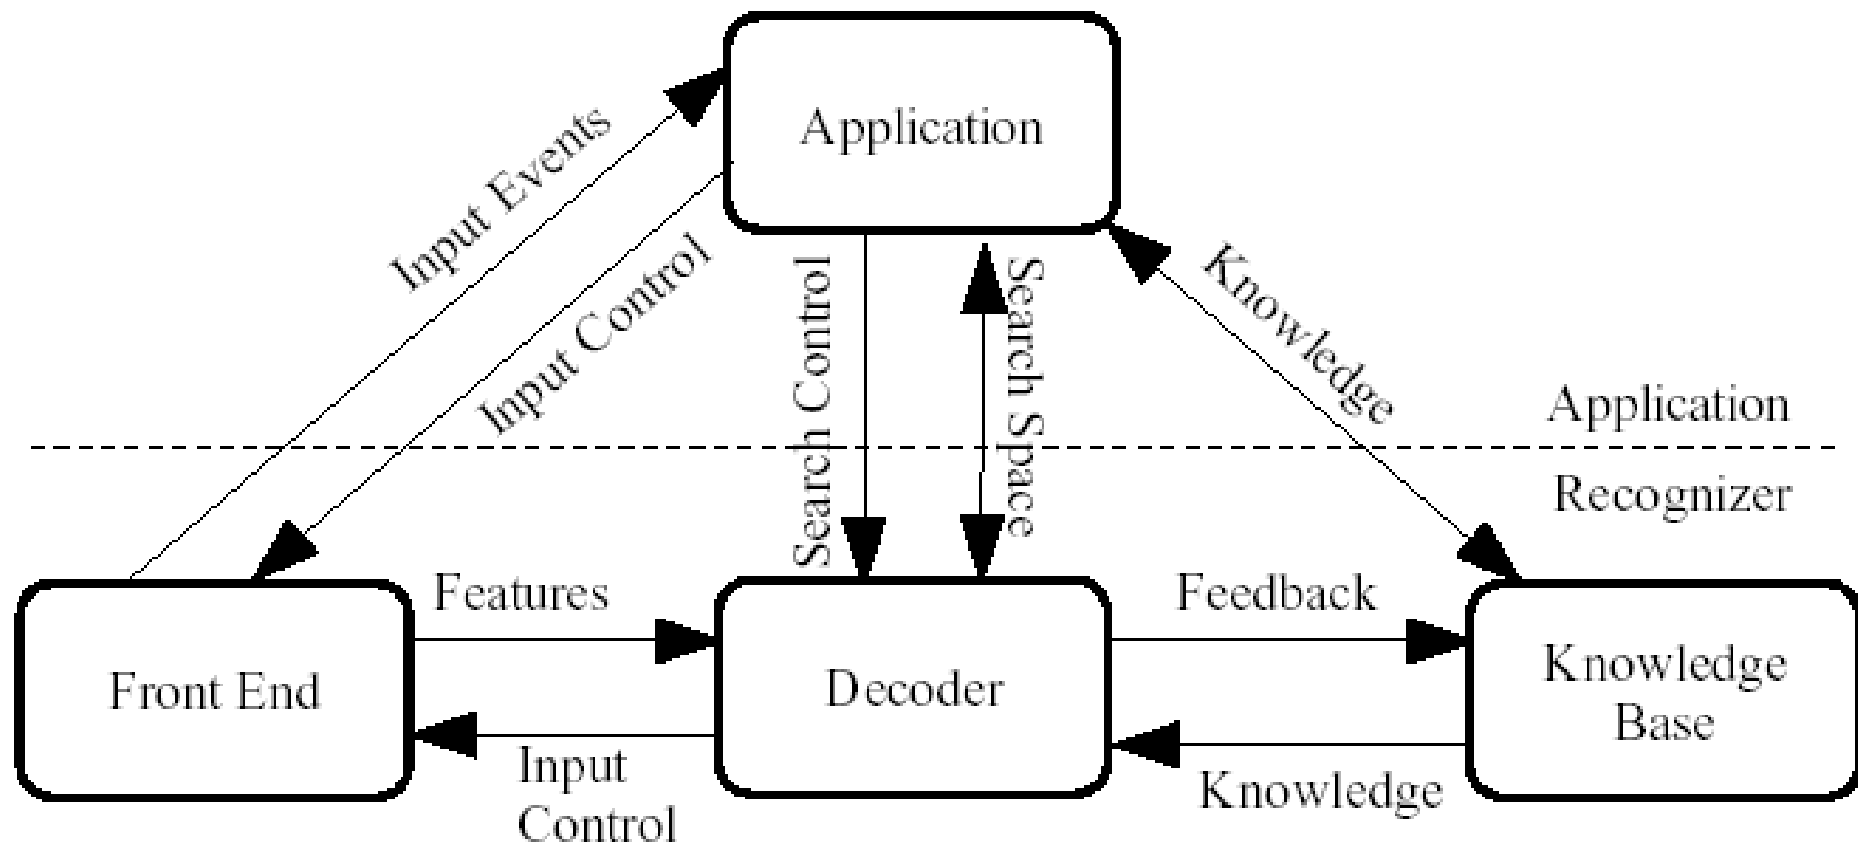 Application
Input Events
Input Control
Search Control
Search Space
Knowledge
Application
Recognizer
Features
Feedback
Front End
Decoder
Knowledge
Base
Input
Control
Knowledge